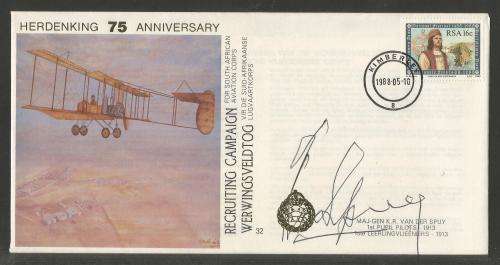 HERDENKING 75 ANNIVERSARY
RSA 16c
KIMBERLEY
1988-05-10
8
RECRUITING CAMPAIGN
WERWINGSVELDTOG
FOR SOUTH AFRICAN
AVIATION CORPS
VIR DIE SUID-AFRIKAANSE
LUGVAARTKORPS
32
MAJ-GEN K.R. VAN DER SPUY
1st PUPIL PILOTS - 1913
1ste LEERLINGVLIEËNIERS - 1913